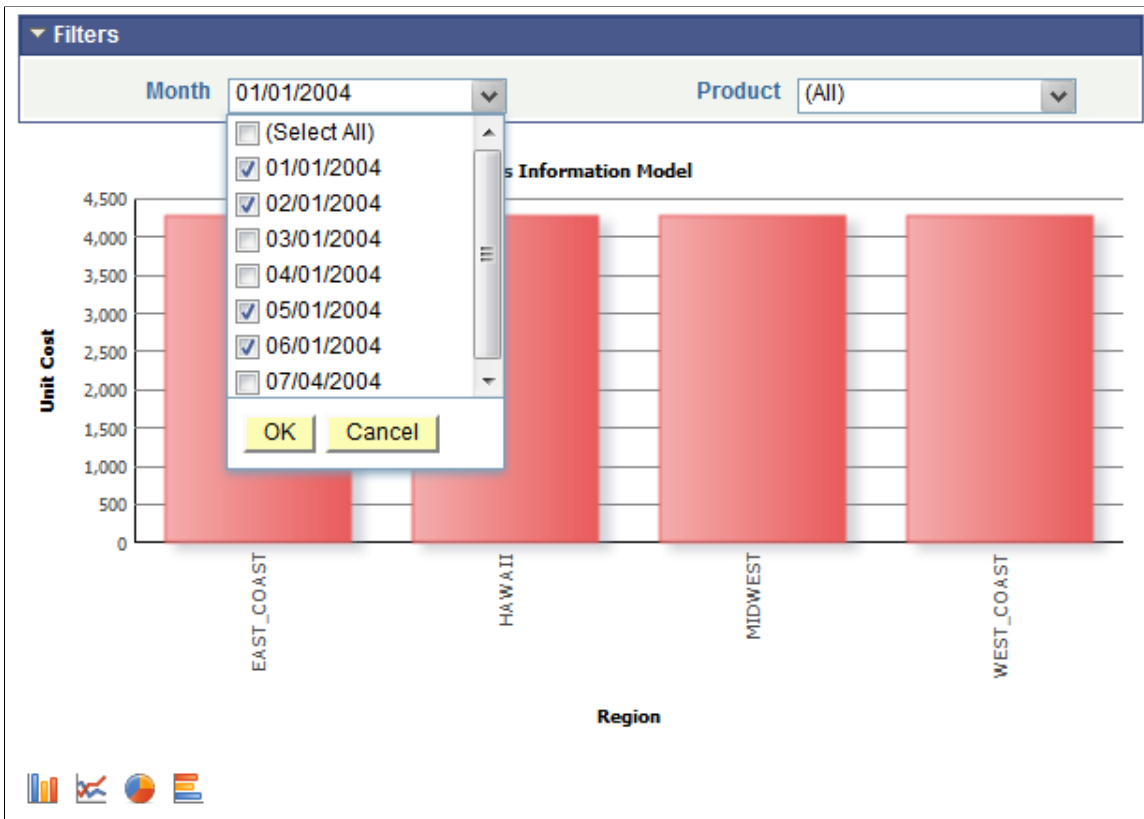 Filters
Month 01/01/2004 Product (All)
(Select All)
01/01/2004
02/01/2004
03/01/2004
04/01/2004
05/01/2004
06/01/2004
07/04/2004
OK Cancel
s Information Model
Unit Cost
4,500
4,000
3,500
3,000
2,500
2,000
1,500
1,000
500
0
EAST_COAST
HAWAII
MIDWEST
WEST_COAST
Region